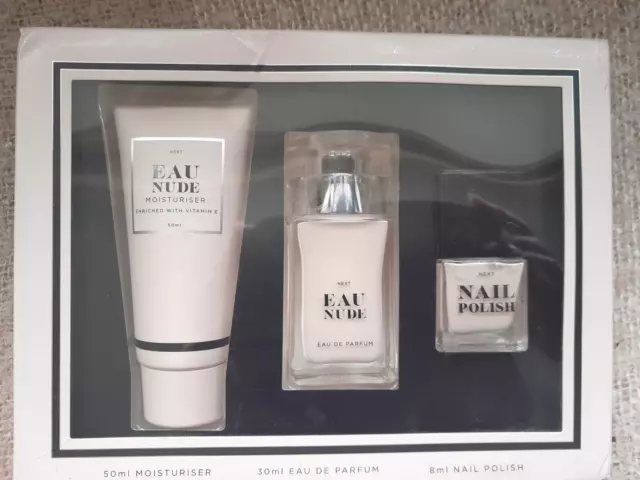 NEXT
EAU
NUDE
MOISTURISER
ENRICHED WITH VITAMIN E
50ml
NEXT
EAU
NUDE
EAU DE PARFUM
NEXT
NAIL
POLISH
50ml MOISTURISER
30ml EAU DE PARFUM
8ml NAIL POLISH